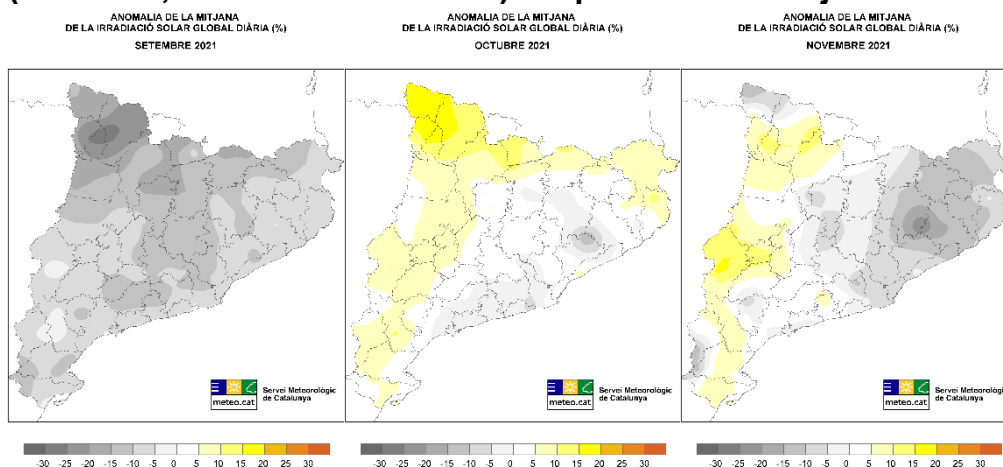 ANOMALIA DE LA MITJANA
DE LA IRRADIACIÓ SOLAR GLOBAL DIÀRIA (%)
SETEMBRE 2021
Servei Meteorològic
de Catalunya
meteo.cat
-30 -25 -20 -15 -10 -5 0 5 10 15 20 25 30
ANOMALIA DE LA MITJANA
DE LA IRRADIACIÓ SOLAR GLOBAL DIÀRIA (%)
OCTUBRE 2021
Servei Meteorològic
de Catalunya
meteo.cat
-30 -25 -20 -15 -10 -5 0 5 10 15 20 25 30
ANOMALIA DE LA MITJANA
DE LA IRRADIACIÓ SOLAR GLOBAL DIÀRIA (%)
NOVEMBRE 2021
Servei Meteorològic
de Catalunya
meteo.cat
-30 -25 -20 -15 -10 -5 0 5 10 15 20 25 30